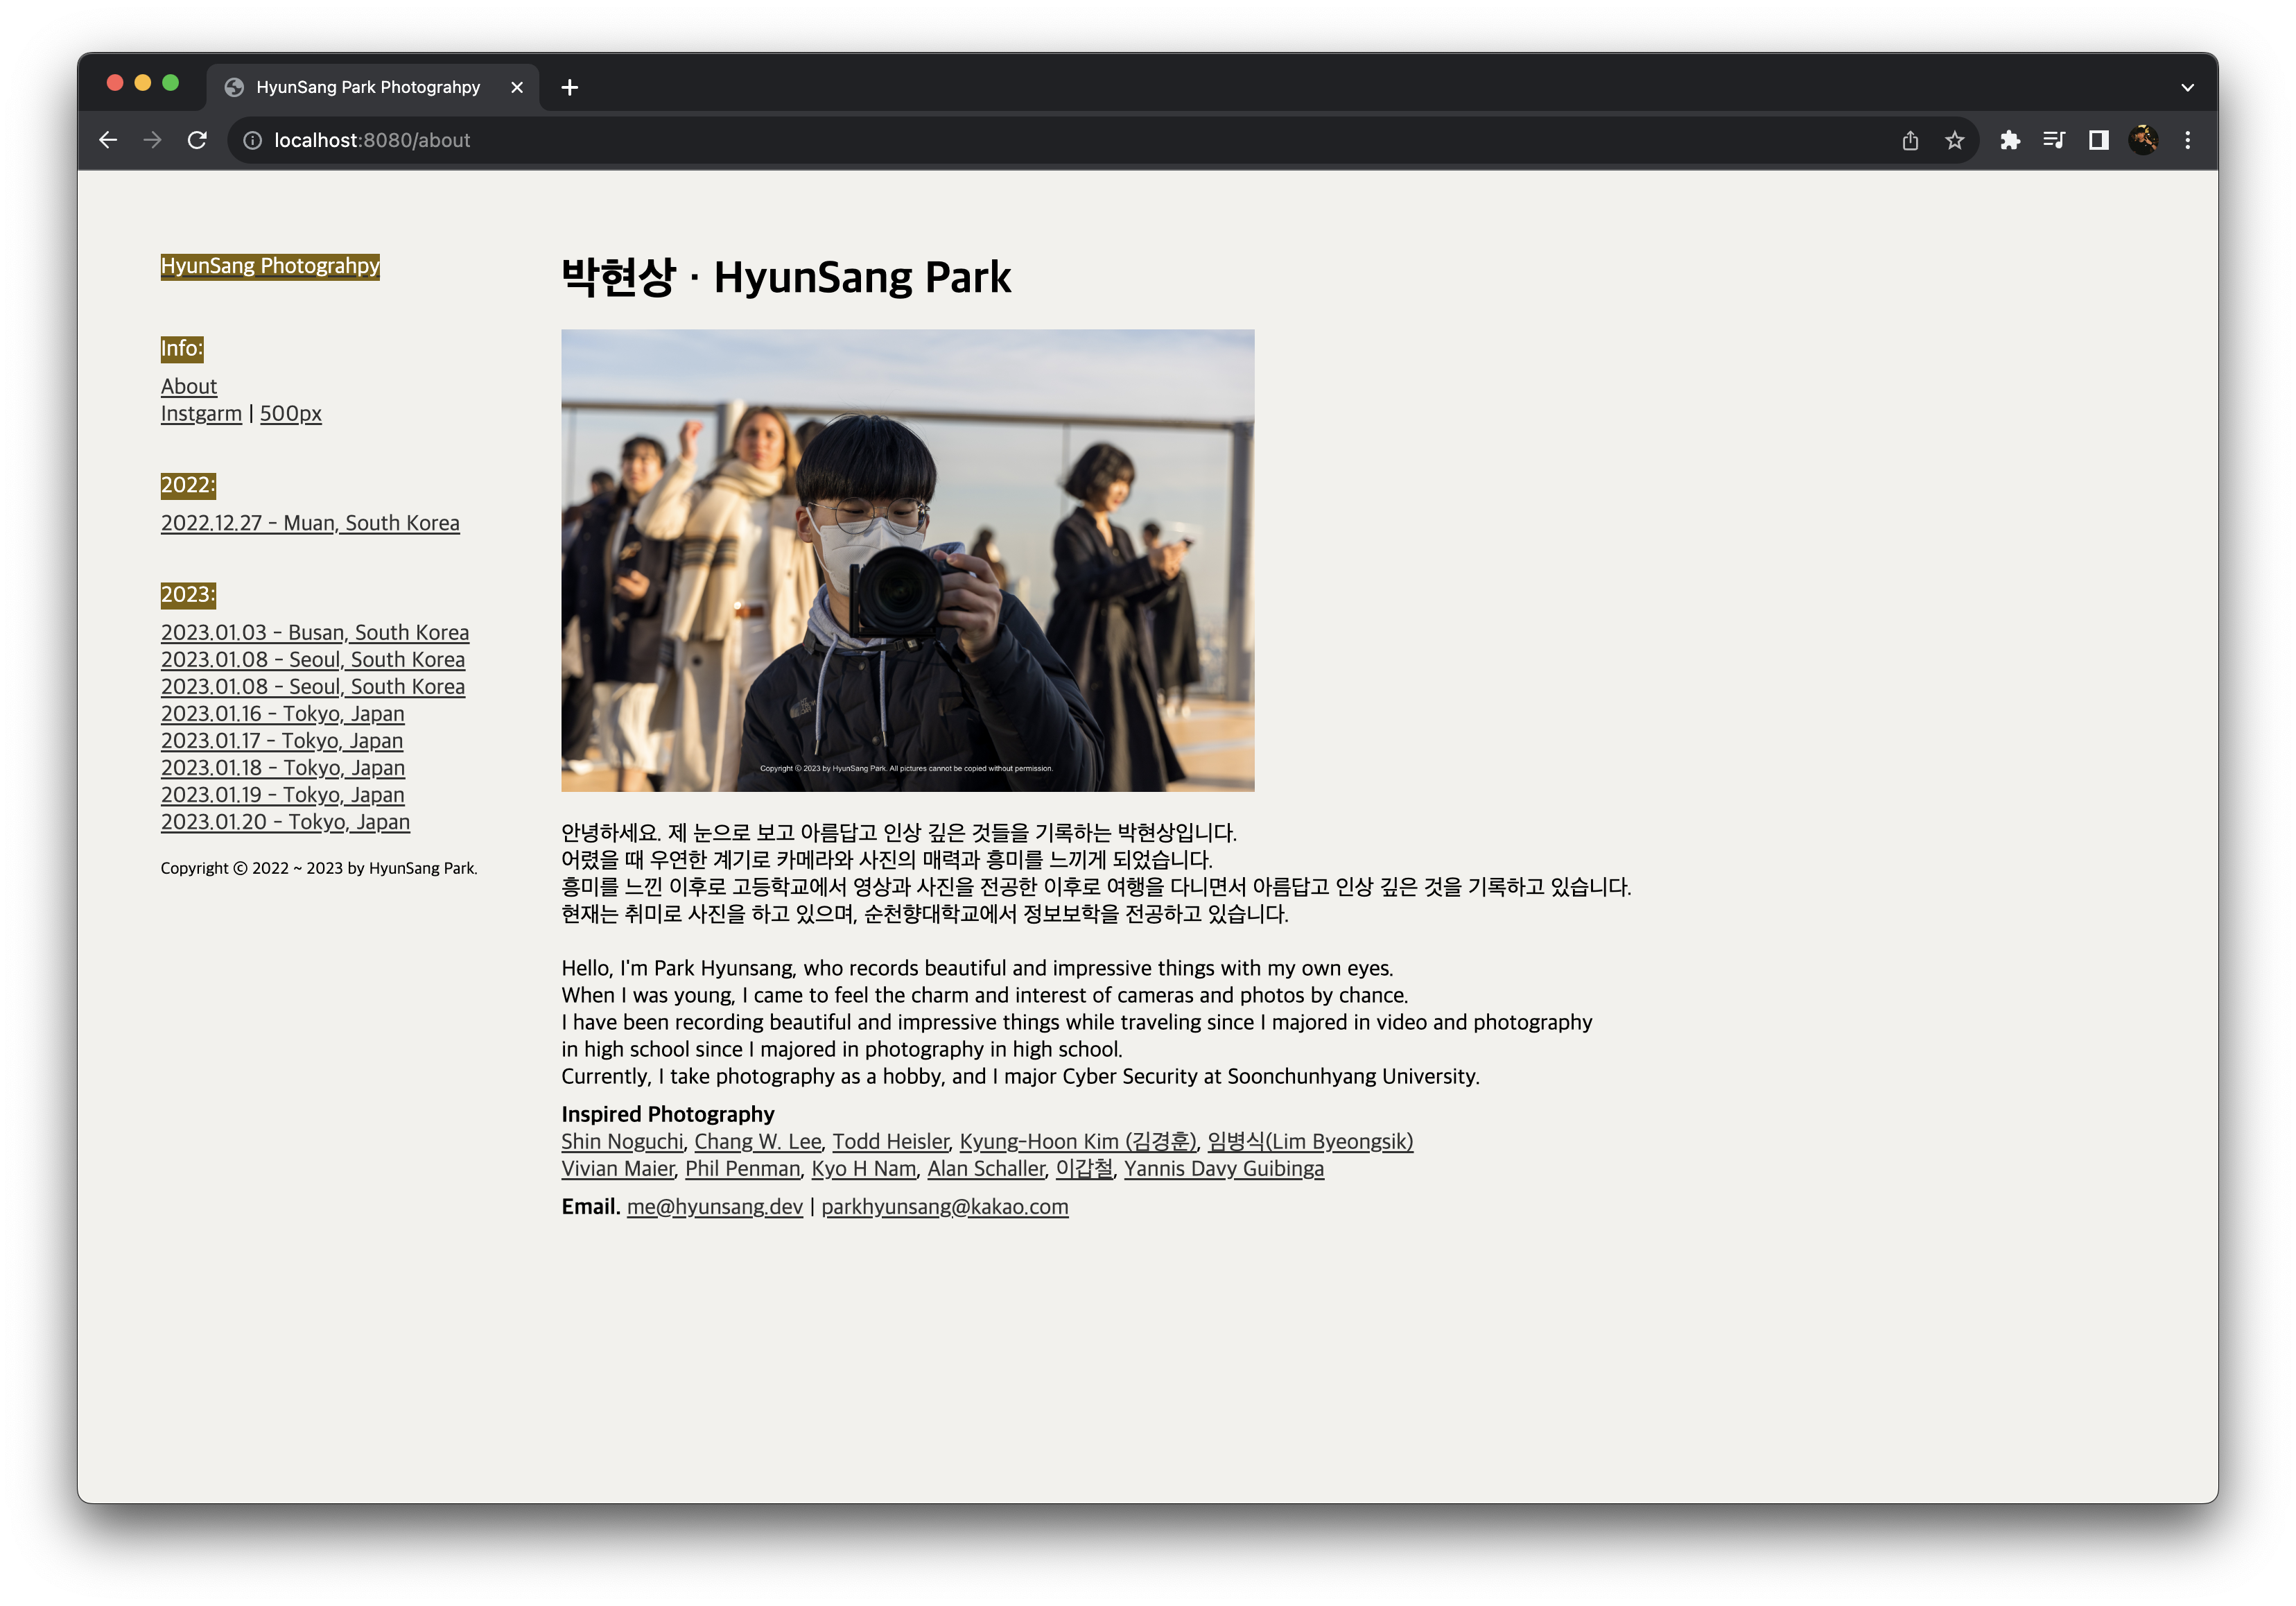 HyunSang Park Photograhpy
localhost:8080/about
HyunSang Photograhpy
Info:
About
Instgarm | 500px
2022:
2022.12.27 - Muan, South Korea
2023:
2023.01.03 - Busan, South Korea
2023.01.08 - Seoul, South Korea
2023.01.08 - Seoul, South Korea
2023.01.16 - Tokyo, Japan
2023.01.17 - Tokyo, Japan
2023.01.18 - Tokyo, Japan
2023.01.19 - Tokyo, Japan
2023.01.20 - Tokyo, Japan
Copyright ⓒ 2022 ~ 2023 by HyunSang Park.
박현상 · HyunSang Park
THE NORTH FACE
Copyright ⓒ 2023 by HyunSang Park. All pictures cannot be copied without permission.
안녕하세요. 제 눈으로 보고 아름답고 인상 깊은 것들을 기록하는 박현상입니다.
어렸을 때 우연한 계기로 카메라와 사진의 매력과 흥미를 느끼게 되었습니다.
흥미를 느낀 이후로 고등학교에서 영상과 사진을 전공한 이후로 여행을 다니면서 아름답고 인상 깊은 것을 기록하고 있습니다.
현재는 취미로 사진을 하고 있으며, 순천향대학교에서 정보보학을 전공하고 있습니다.
Hello, I'm Park Hyunsang, who records beautiful and impressive things with my own eyes.
When I was young, I came to feel the charm and interest of cameras and photos by chance.
I have been recording beautiful and impressive things while traveling since I majored in video and photography
in high school since I majored in photography in high school.
Currently, I take photography as a hobby, and I major Cyber Security at Soonchunhyang University.
Inspired Photography
Shin Noguchi, Chang W. Lee, Todd Heisler, Kyung-Hoon Kim (김경훈), 임병식(Lim Byeongsik)
Vivian Maier, Phil Penman, Kyo H Nam, Alan Schaller, 이갑철, Yannis Davy Guibinga
Email. me@hyunsang.dev | parkhyunsang@kakao.com